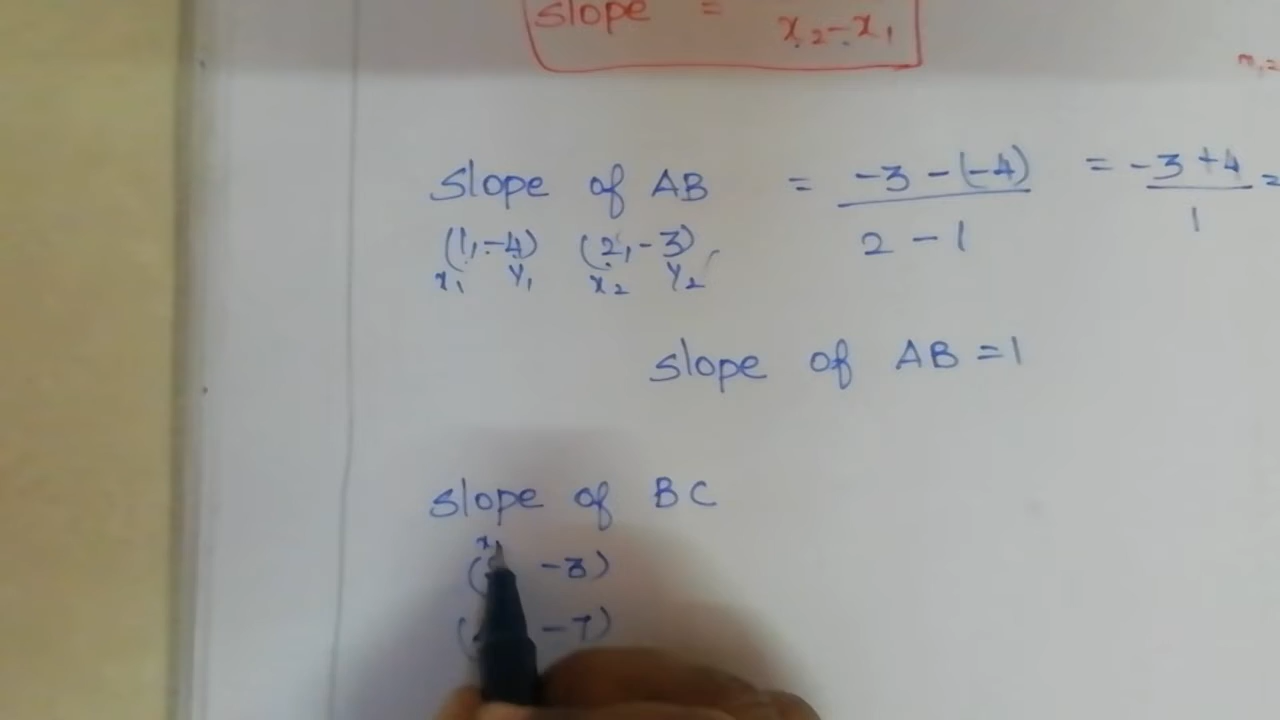 slope =
x₂-x₁
Slope of AB = -3-(-4) = -3+4 =
2-1 1
(1,-4) (2,-3),
x₁ y₁ x₂ y₂
slope of AB = 1
slope of BC
-3)
-7)